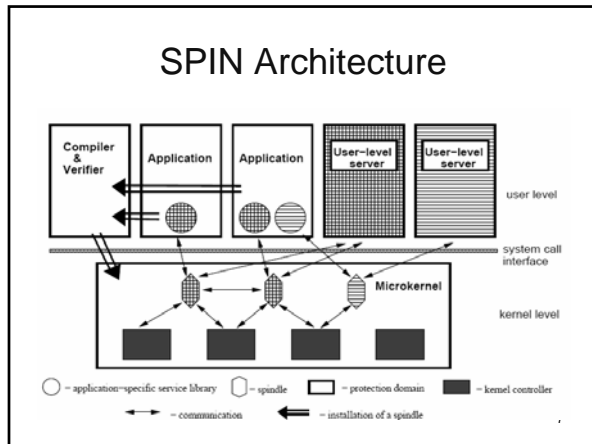 SPIN Architecture
Compiler
&
Verifier
Application
Application
User-level
server
User-level
server
user level
system call
interface
Microkernel
kernel level
= application-specific service library
= spindle
= protection domain
= kernel controller
= communication
= installation of a spindle